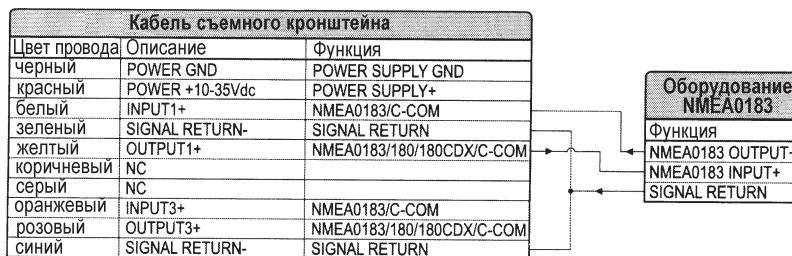 Кабель съемного кронштейна
Цвет провода Описание Функция
черный POWER GND POWER SUPPLY GND
красный POWER +10-35Vdc POWER SUPPLY+
белый INPUT1+ NMEA0183/C-COM
зеленый SIGNAL RETURN- SIGNAL RETURN
желтый OUTPUT1+ NMEA0183/180/180CDX/C-COM
коричневый NC
серый NC
оранжевый INPUT3+ NMEA0183/C-COM
розовый OUTPUT3+ NMEA0183/180/180CDX/C-COM
синий SIGNAL RETURN- SIGNAL RETURN
Оборудование
NMEA0183
Функция
NMEA0183 OUTPUT+
NMEA0183 INPUT+
SIGNAL RETURN